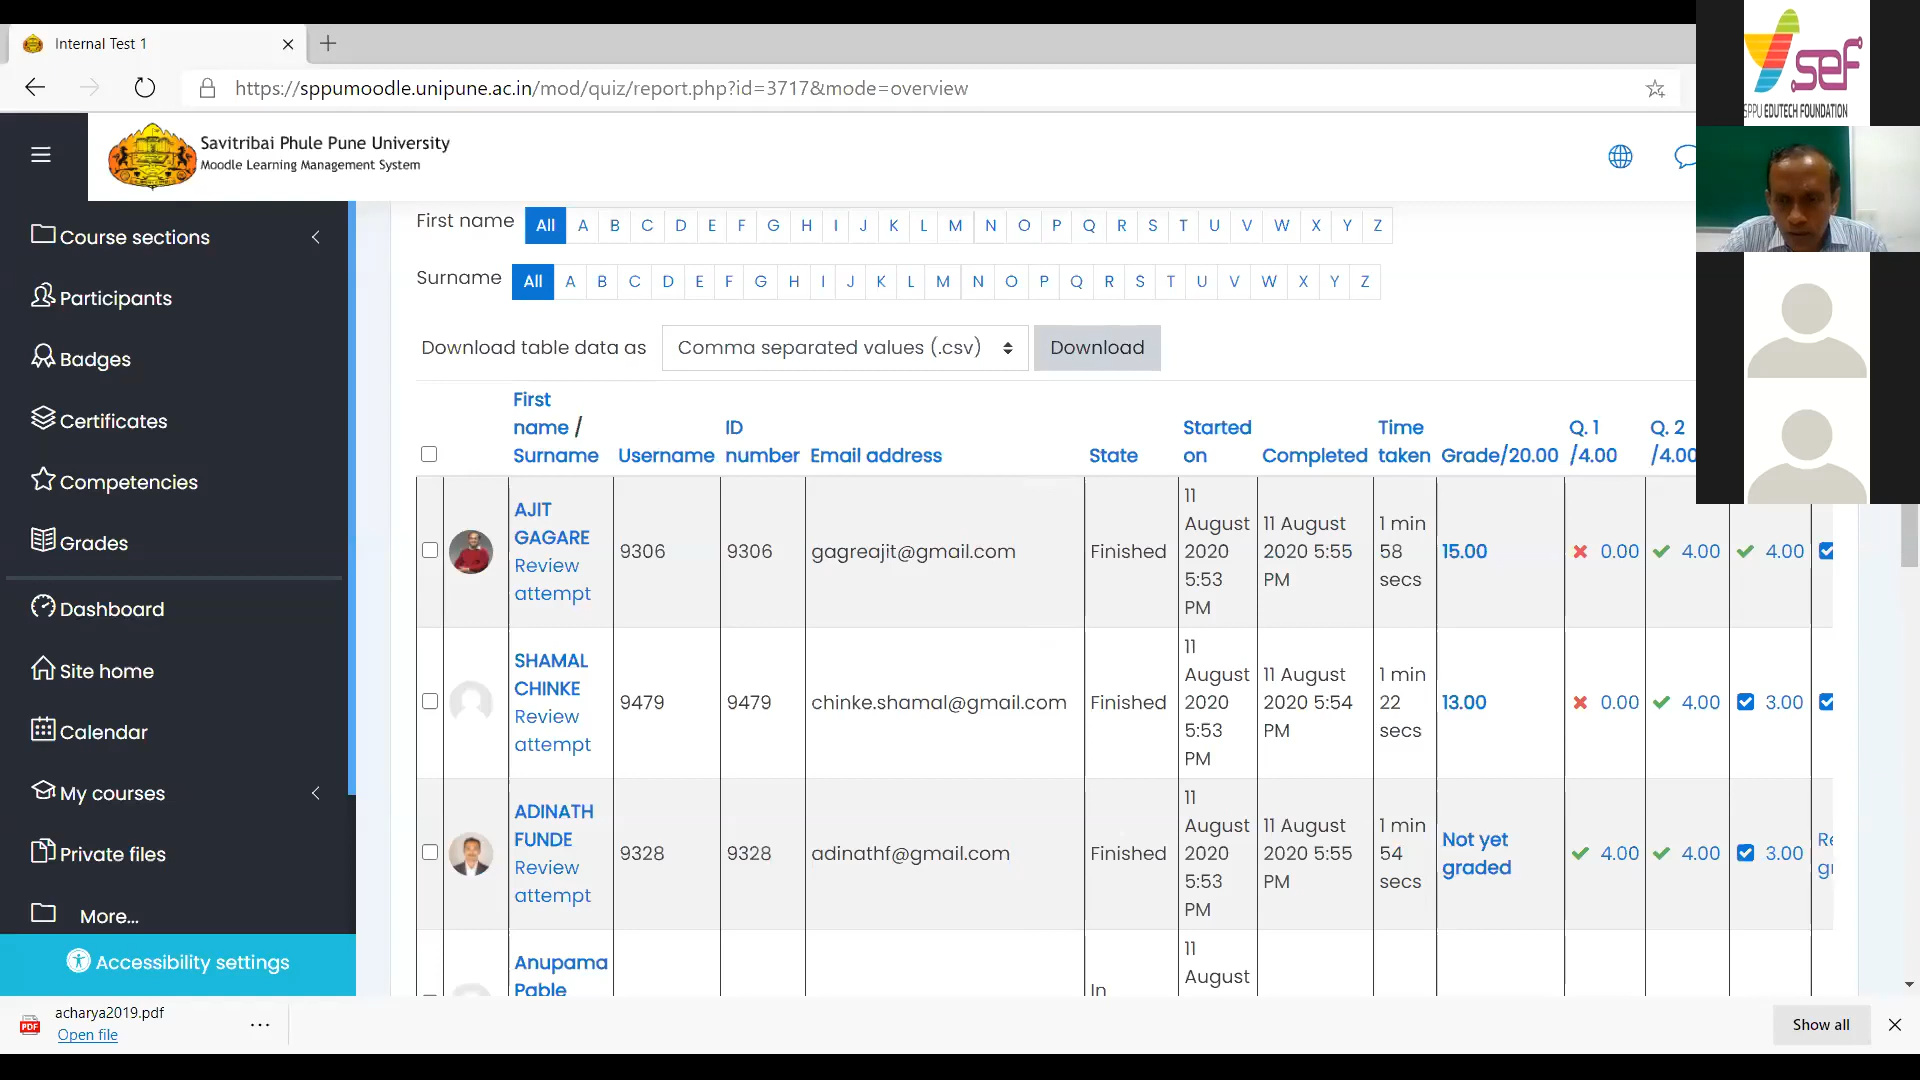 Internal Test 1
https://sppumoodle.unipune.ac.in/mod/quiz/report.php?id=3717&mode=overview
sef
SPPU EDUTECH FOUNDATION
Savitribai Phule Pune University
Moodle Learning Management System
Course sections
Participants
Badges
Certificates
Competencies
Grades
Dashboard
Site home
Calendar
My courses
Private files
More...
Accessibility settings
First name All A B C D E F G H I J K L M N O P Q R S T U V W X Y Z
Surname All A B C D E F G H I J K L M N O P Q R S T U V W X Y Z
Download table data as Comma separated values (.csv) Download
First name / Surname Username ID number Email address State Started on Completed Time taken Grade/20.00 Q. 1 /4.00 Q. 2 /4.00
AJIT GAGARE Review attempt 9306 9306 gagreajit@gmail.com Finished 11 August 2020 5:53 PM 11 August 2020 5:55 PM 1 min 58 secs 15.00 0.00 4.00 4.00
SHAMAL CHINKE Review attempt 9479 9479 chinke.shamal@gmail.com Finished 11 August 2020 5:53 PM 11 August 2020 5:54 PM 1 min 22 secs 13.00 0.00 4.00 3.00
ADINATH FUNDE Review attempt 9328 9328 adinathf@gmail.com Finished 11 August 2020 5:53 PM 11 August 2020 5:55 PM 1 min 54 secs Not yet graded 4.00 4.00 3.00
Anupama Pable In 11 August
acharya2019.pdf
Open file
Show all
PDF